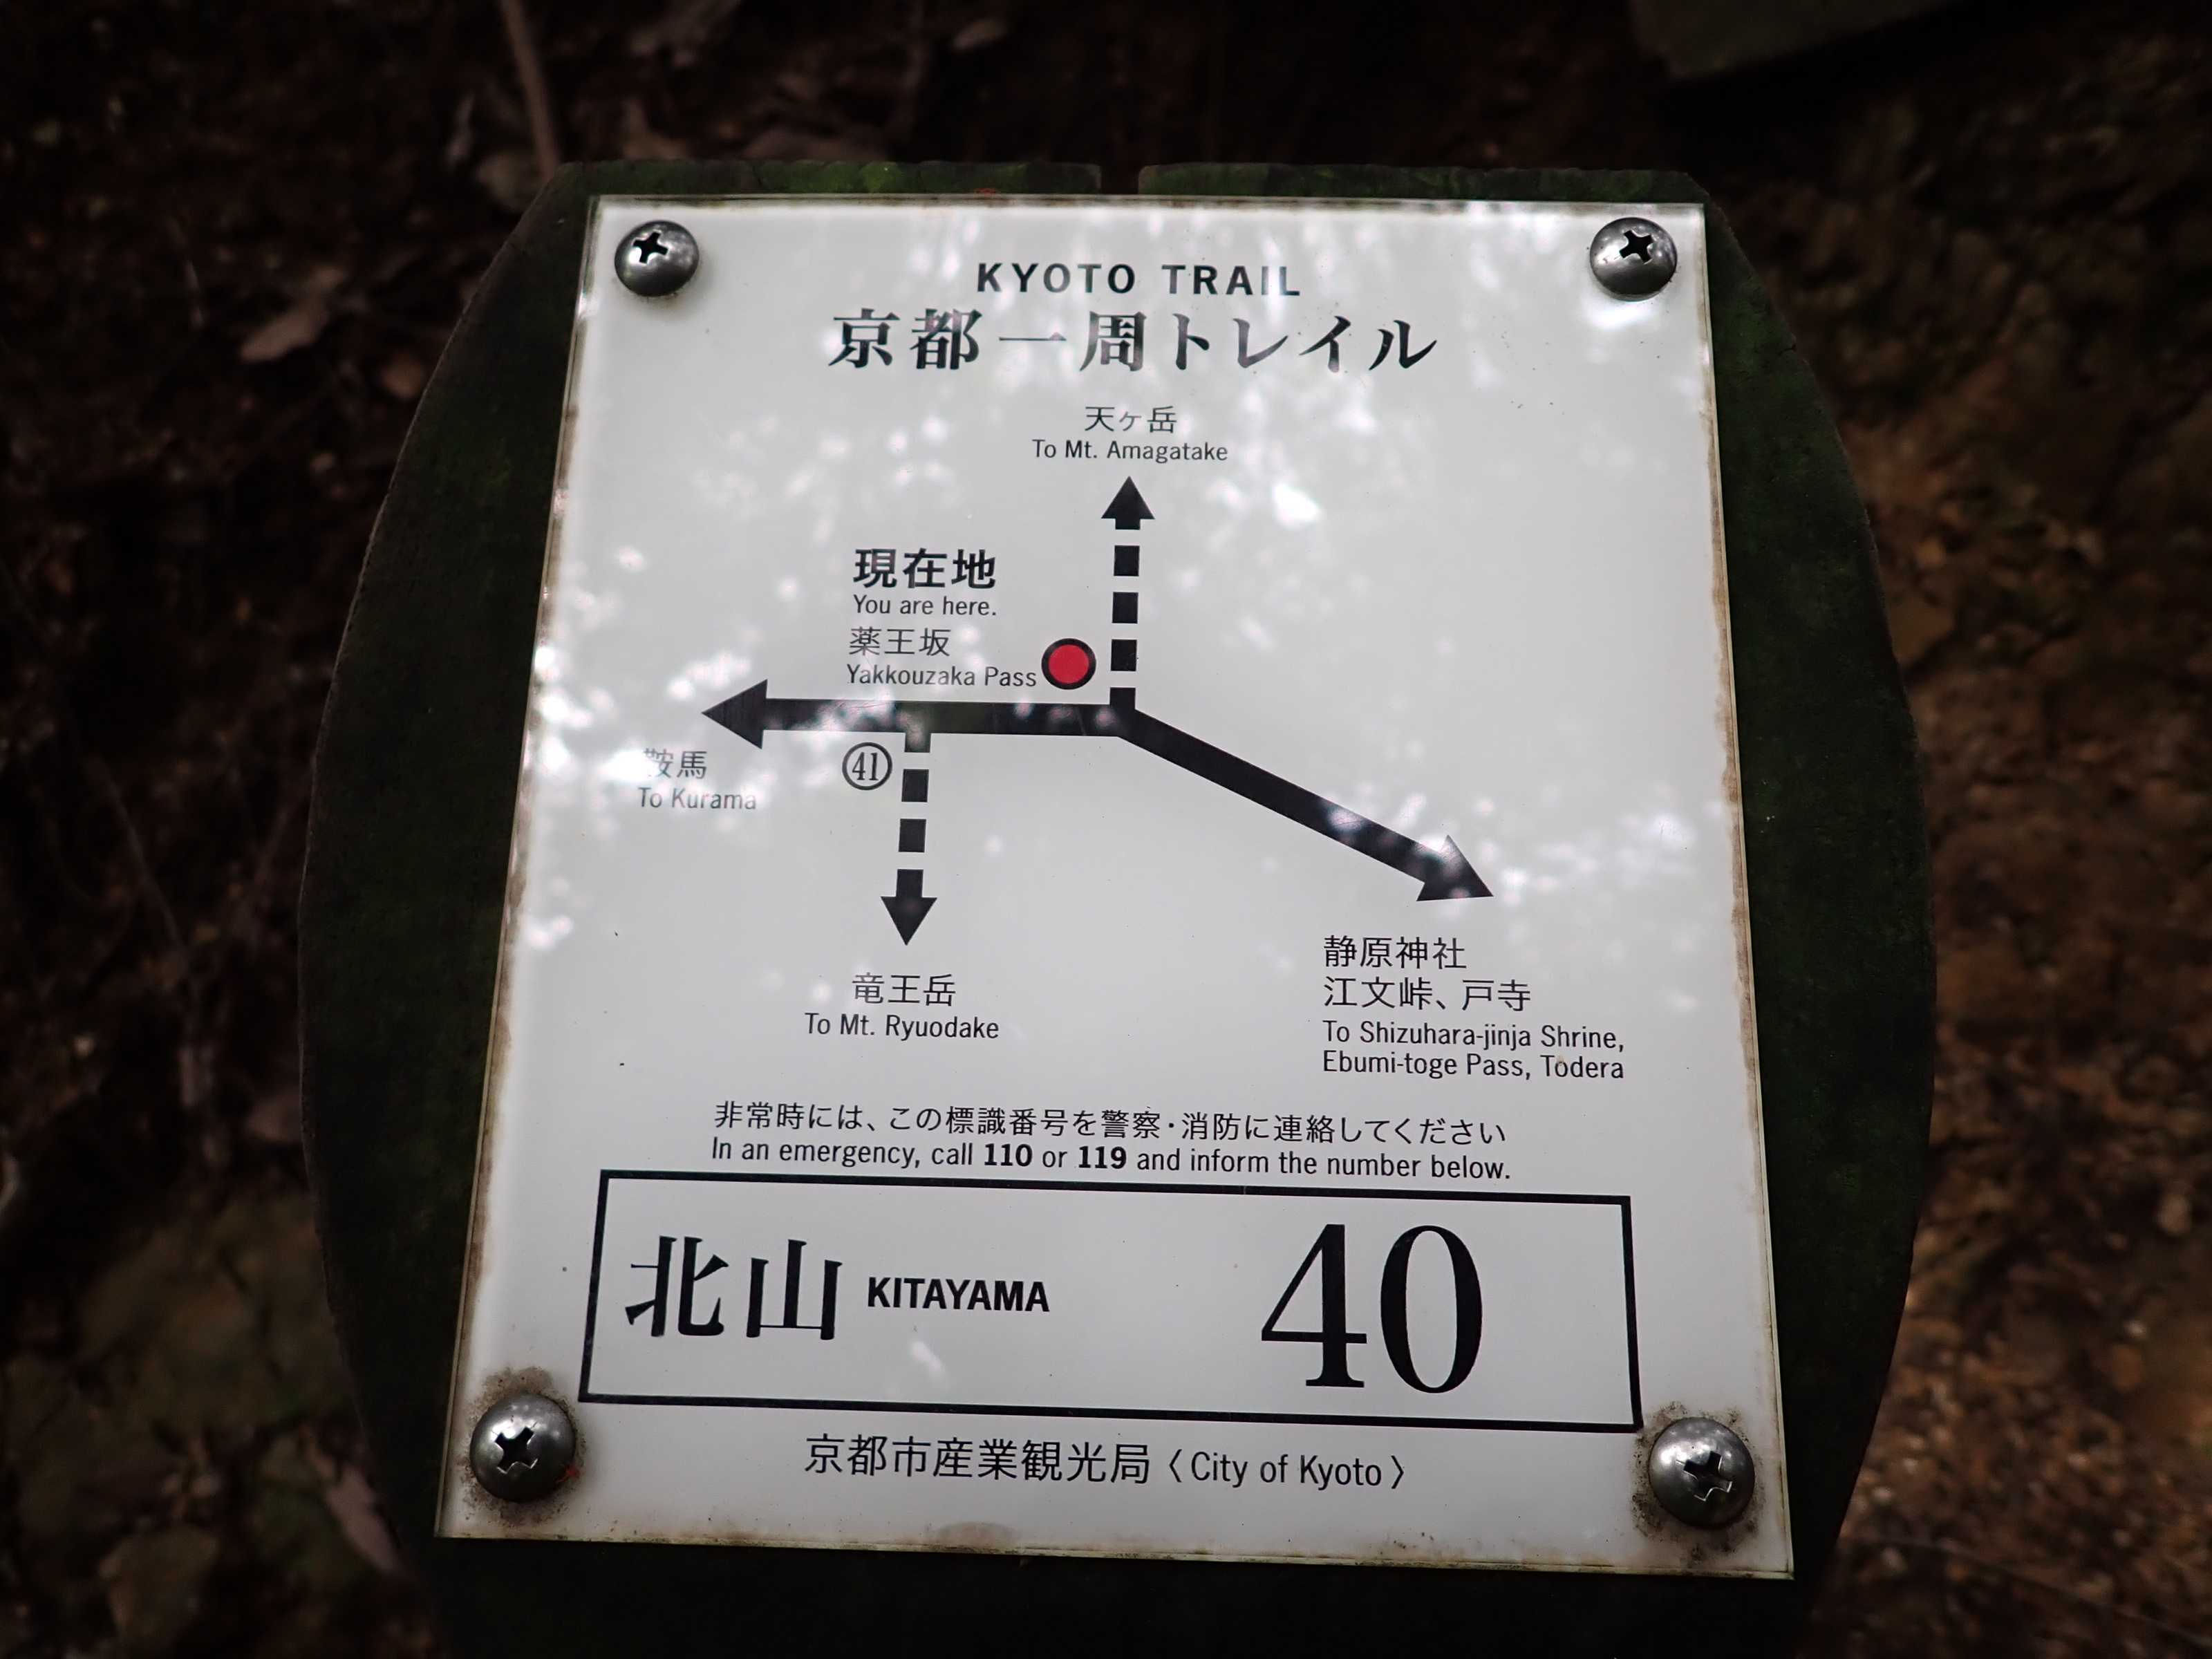 KYOTO TRAIL
京都一周トレイル
天ヶ岳
To Mt. Amagatake
現在地
You are here.
薬王坂
Yakkouzaka Pass
鞍馬
To Kurama
㊶
竜王岳
To Mt. Ryuodake
静原神社
江文峠、戸寺
To Shizuhara-jinja Shrine,
Ebumi-toge Pass, Todera
非常時には、この標識番号を警察・消防に連絡してください
In an emergency, call 110 or 119 and inform the number below.
北山 KITAYAMA 40
京都市産業観光局〈City of Kyoto〉